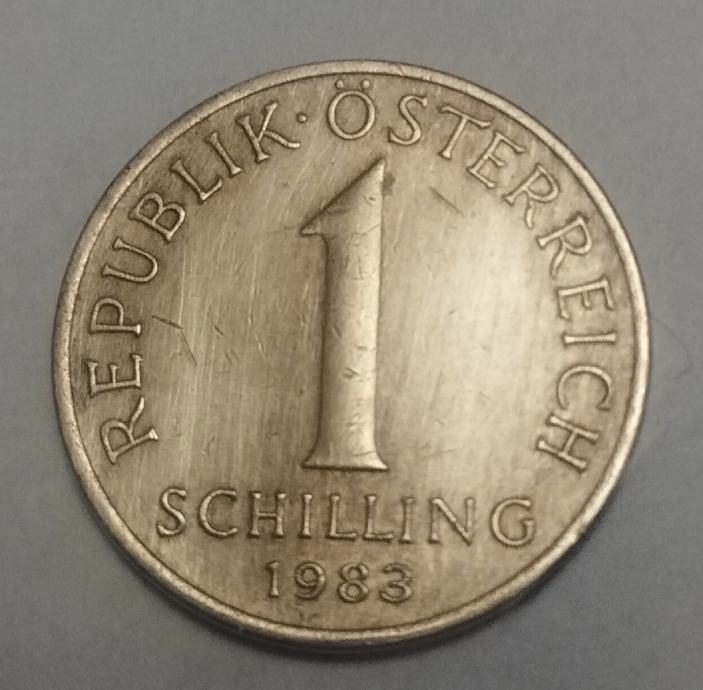 REPUBLIK · ÖSTERREICH
1
SCHILLING
1983